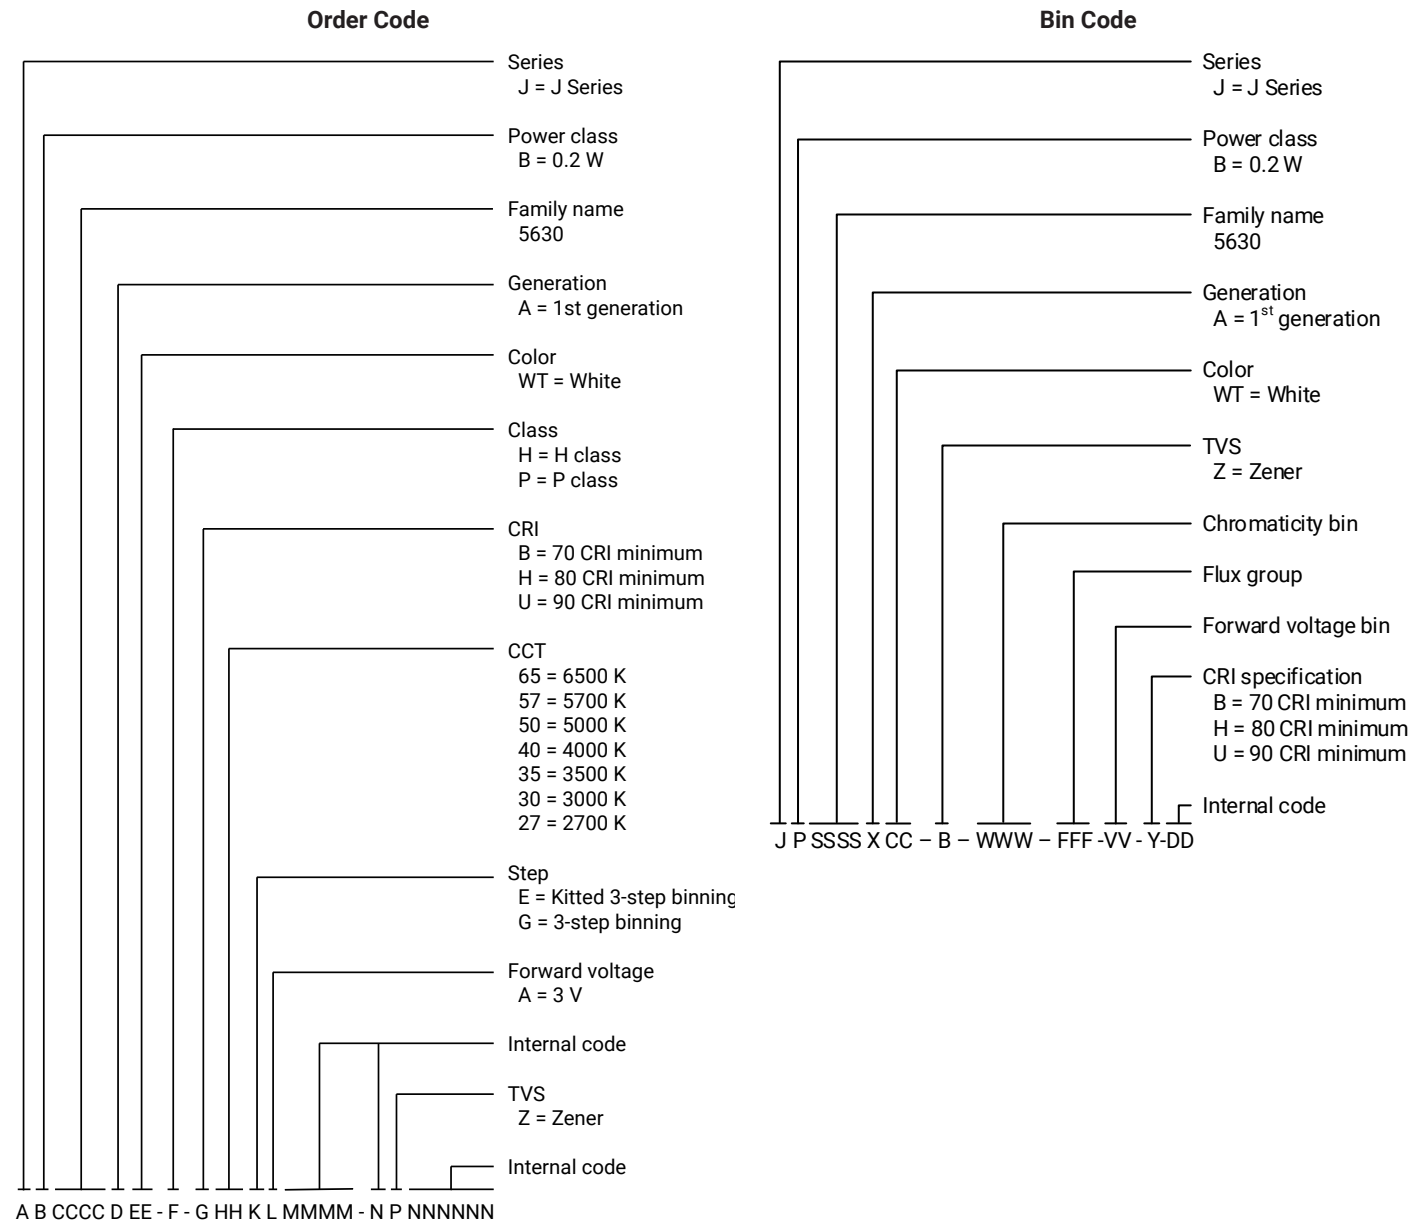 Order Code
Series
J = J Series
Power class
B = 0.2 W
Family name
5630
Generation
A = 1st generation
Color
WT = White
Class
H = H class
P = P class
CRI
B = 70 CRI minimum
H = 80 CRI minimum
U = 90 CRI minimum
CCT
65 = 6500 K
57 = 5700 K
50 = 5000 K
40 = 4000 K
35 = 3500 K
30 = 3000 K
27 = 2700 K
Step
E = Kitted 3-step binning
G = 3-step binning
Forward voltage
A = 3 V
Internal code
TVS
Z = Zener
Internal code
A B CCCC D EE - F - G HH K L MMMM - N P NNNNNN
Bin Code
Series
J = J Series
Power class
B = 0.2 W
Family name
5630
Generation
A = 1st generation
Color
WT = White
TVS
Z = Zener
Chromaticity bin
Flux group
Forward voltage bin
CRI specification
B = 70 CRI minimum
H = 80 CRI minimum
U = 90 CRI minimum
Internal code
J P SSSS X CC – B – WWW – FFF -VV - Y-DD